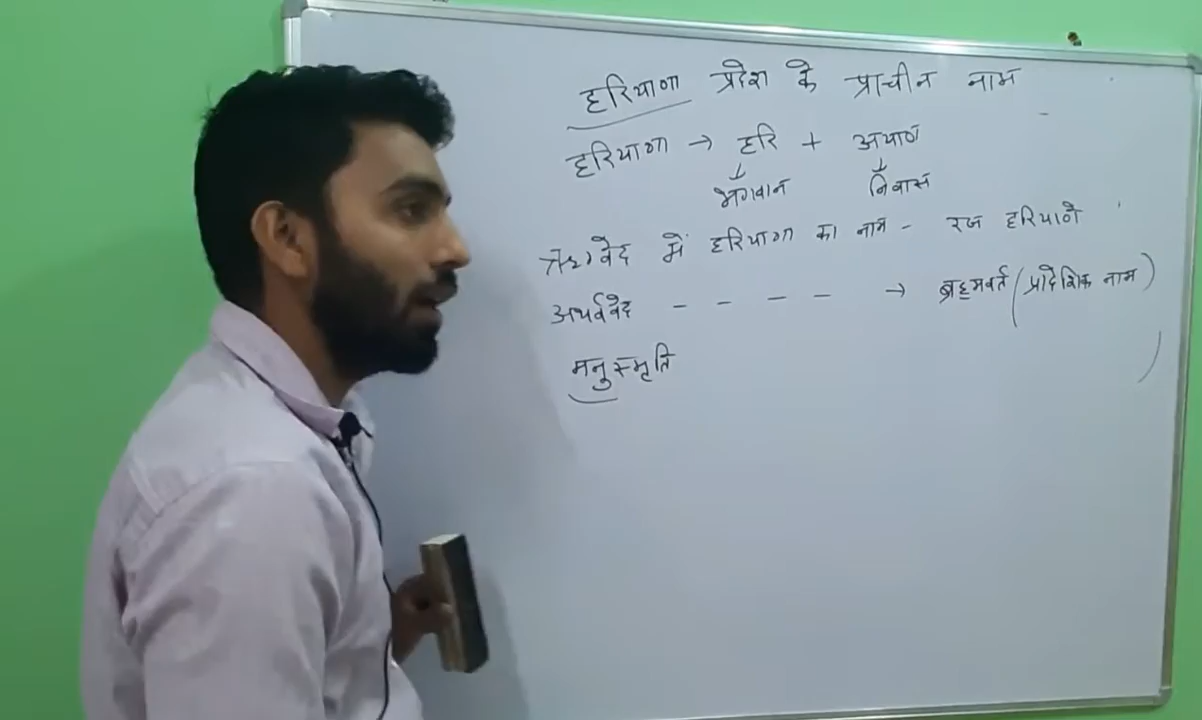 हरियाणा प्रदेश के प्राचीन नाम
हरियाणा → हरि + अयाण
↓ ↓
भगवान निवास
ऋग्वेद में हरियाणा का नाम - रज हरियाणे
अथर्ववेद - - - - → ब्रह्मवर्त (प्रादेशिक नाम)
मनुस्मृति